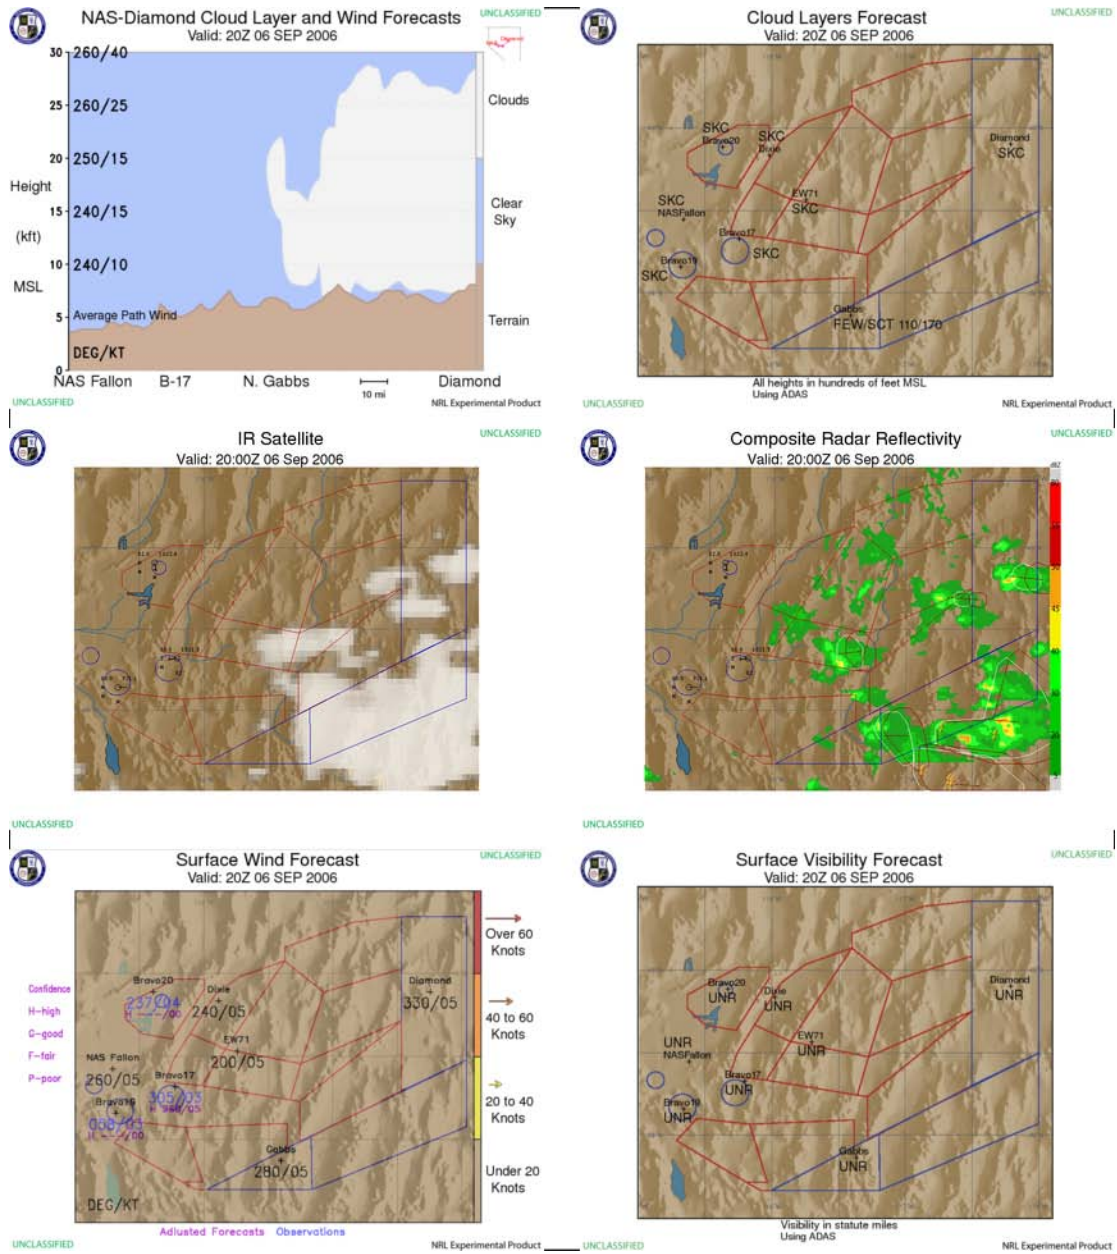 NAS-Diamond Cloud Layer and Wind Forecasts
UNCLASSIFIED
Valid: 20Z 06 SEP 2006
30
260/40
25
260/25
20
250/15
15
240/15
10
240/10
5
0
Height
(kft)
MSL
Average Path Wind
DEG/KT
Clouds
Clear
Sky
Terrain
NAS Fallon B-17 N. Gabbs Diamond
10 mi
UNCLASSIFIED
NRL Experimental Product
Cloud Layers Forecast
UNCLASSIFIED
Valid: 20Z 06 SEP 2006
SKC
Bravo20
SKC
Dixie
Diamond
SKC
EW71
SKC
SKC
NASFallon
Bravo17
SKC
Bravo19
SKC
Gabbs
FEW/SCT 110/170
All heights in hundreds of feet MSL
Using ADAS
UNCLASSIFIED
NRL Experimental Product
IR Satellite
UNCLASSIFIED
Valid: 20:00Z 06 Sep 2006
UNCLASSIFIED
Composite Radar Reflectivity
UNCLASSIFIED
Valid: 20:00Z 06 Sep 2006
UNCLASSIFIED
Surface Wind Forecast
UNCLASSIFIED
Valid: 20Z 06 SEP 2006
Confidence
H-high
G-good
F-fair
P-poor
Bravo20
237/04
Dixie
240/05
Diamond
330/05
EW71
200/05
NAS Fallon
260/05
Bravo17
305/03
Bravo19
Gabbs
280/05
DEG/KT
Over 60
Knots
40 to 60
Knots
20 to 40
Knots
Under 20
Knots
Adjusted Forecasts Observations
UNCLASSIFIED
NRL Experimental Product
Surface Visibility Forecast
UNCLASSIFIED
Valid: 20Z 06 SEP 2006
Bravo20
UNR
Dixie
UNR
Diamond
UNR
EW71
UNR
UNR
NASFallon
Bravo17
UNR
Bravo19
UNR
Gabbs
UNR
Visibility in statute miles
Using ADAS
UNCLASSIFIED
NRL Experimental Product